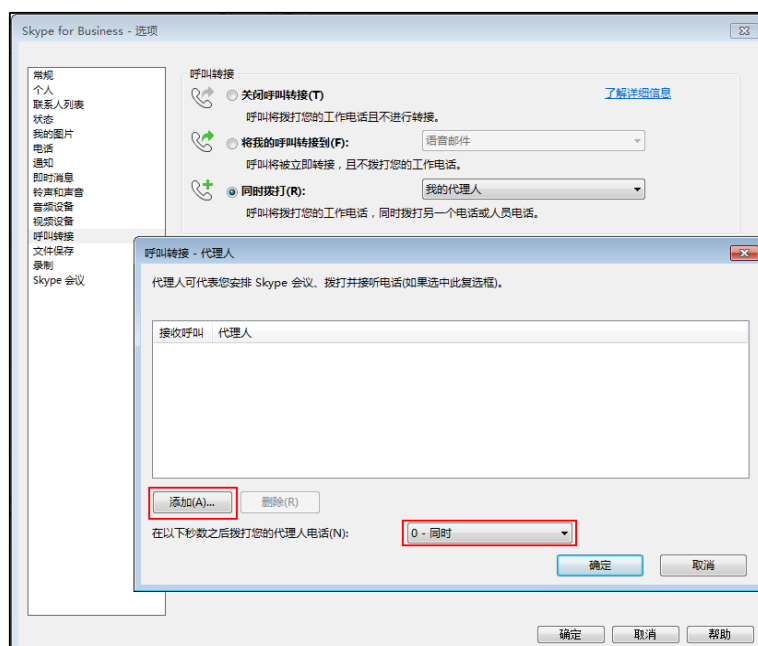 Skype for Business - 选项
常规
个人
联系人列表
状态
我的图片
电话
通知
即时消息
铃声和声音
音频设备
视频设备
呼叫转接
文件保存
录制
Skype 会议
呼叫转接
关闭呼叫转接(T)
了解详细信息
呼叫将拨打您的工作电话且不进行转接。
将我的呼叫转接到(F):
语音邮件
呼叫将被立即转接，且不拨打您的工作电话。
同时拨打(R):
我的代理人
呼叫将拨打您的工作电话，同时拨打另一个电话或人员电话。
呼叫转接 - 代理人
代理人可代表您安排 Skype 会议、拨打并接听电话(如果选中此复选框)。
接收呼叫 代理人
添加(A)... 删除(R)
在以下秒数之后拨打您的代理人电话(N): 0 - 同时
确定 取消
确定 取消 帮助